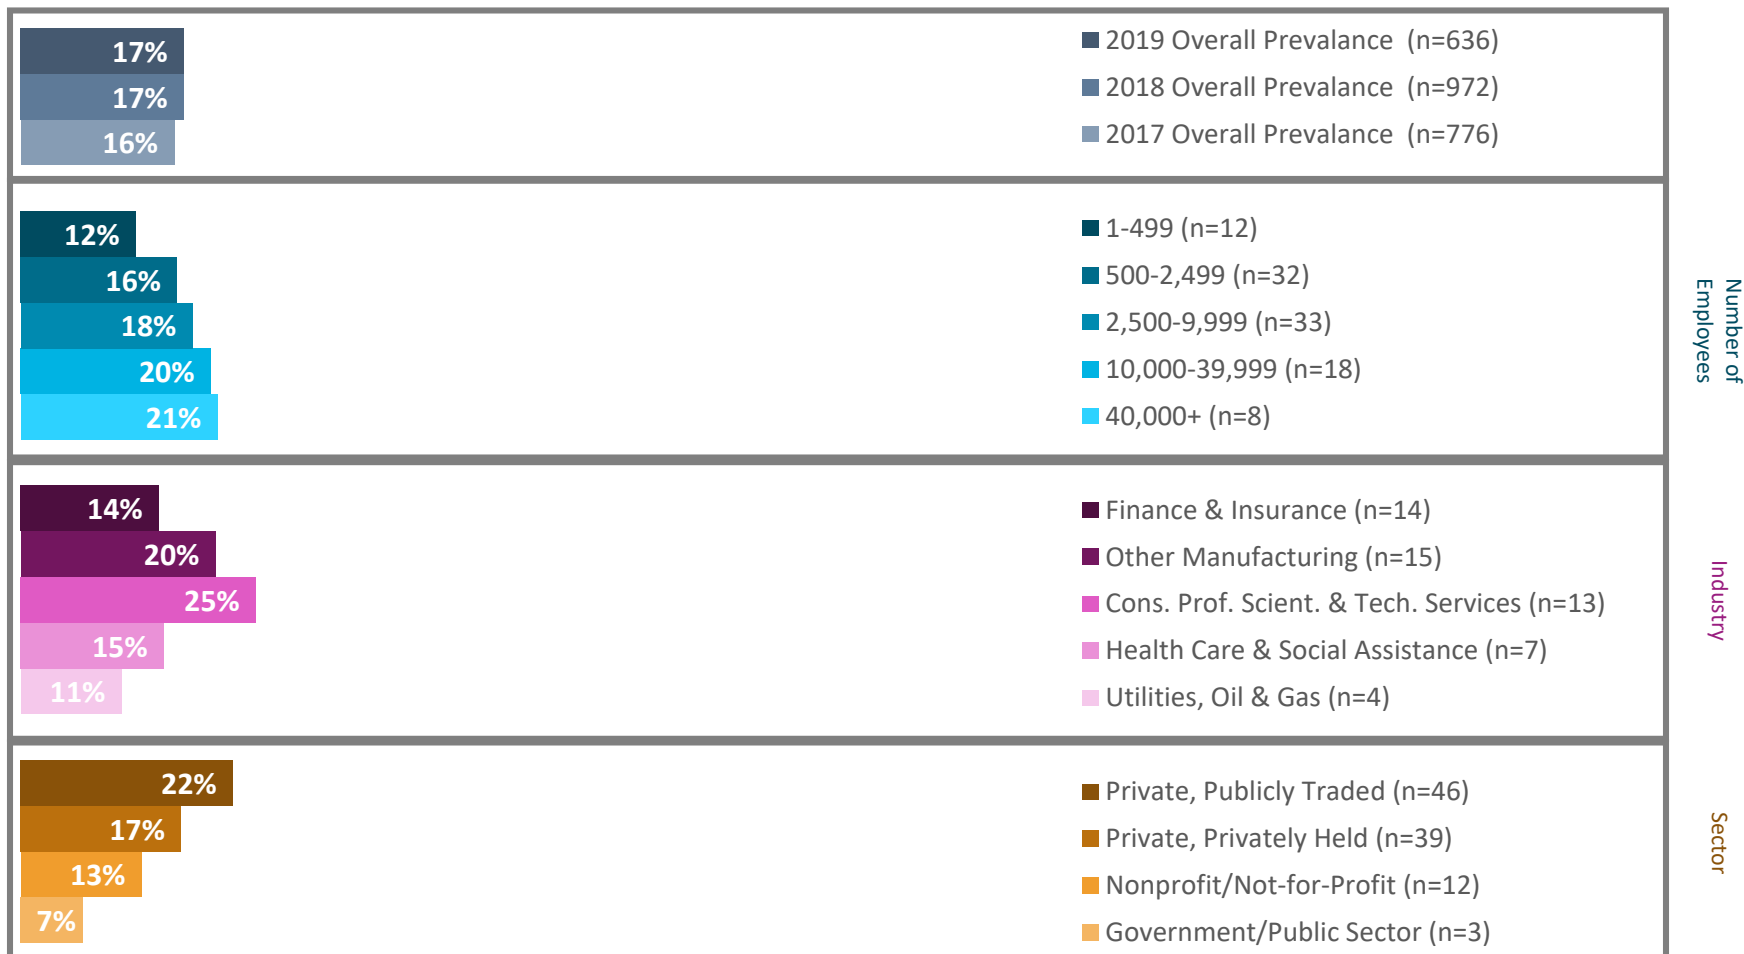 17%
17%
16%
2019 Overall Prevalance (n=636)
2018 Overall Prevalance (n=972)
2017 Overall Prevalance (n=776)
12%
16%
18%
20%
21%
1-499 (n=12)
500-2,499 (n=32)
2,500-9,999 (n=33)
10,000-39,999 (n=18)
40,000+ (n=8)
Number of
Employees
14%
20%
25%
15%
11%
Finance & Insurance (n=14)
Other Manufacturing (n=15)
Cons. Prof. Scient. & Tech. Services (n=13)
Health Care & Social Assistance (n=7)
Utilities, Oil & Gas (n=4)
Industry
22%
17%
13%
7%
Private, Publicly Traded (n=46)
Private, Privately Held (n=39)
Nonprofit/Not-for-Profit (n=12)
Government/Public Sector (n=3)
Sector